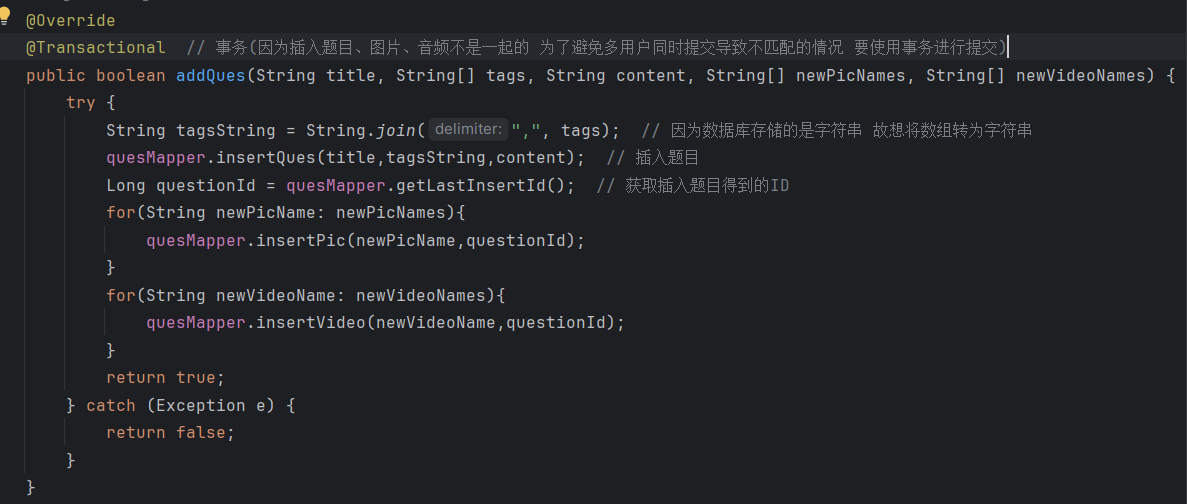 @Override
@Transactional  // 事务(因为插入题目、图片、音频不是一起的 为了避免多用户同时提交导致不匹配的情况 要使用事务进行提交)
public boolean addQues(String title, String[] tags, String content, String[] newPicNames, String[] newVideoNames) {
    try {
        String tagsString = String.join( delimiter: ",", tags);  // 因为数据库存储的是字符串 故想将数组转为字符串
        quesMapper.insertQues(title,tagsString,content);  // 插入题目
        Long questionId = quesMapper.getLastInsertId();  // 获取插入题目得到的ID
        for(String newPicName: newPicNames){
            quesMapper.insertPic(newPicName,questionId);
        }
        for(String newVideoName: newVideoNames){
            quesMapper.insertVideo(newVideoName,questionId);
        }
        return true;
    } catch (Exception e) {
        return false;
    }
}